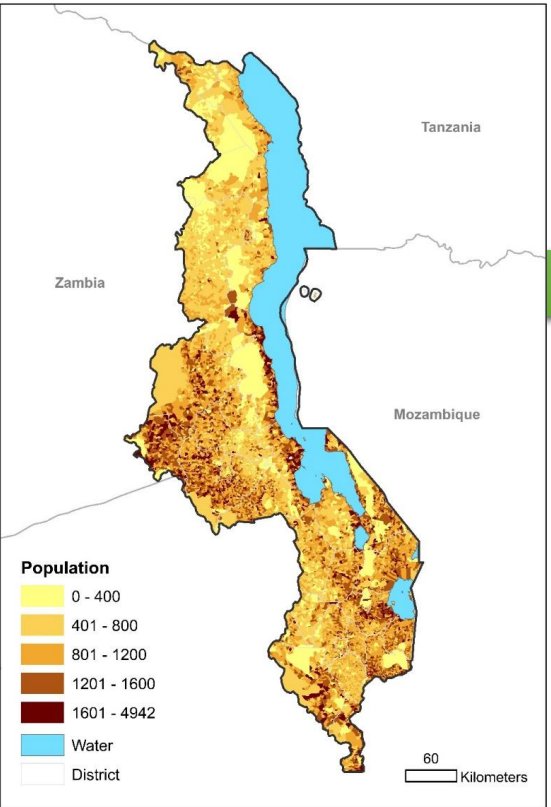 Tanzania
Zambia
Mozambique
Population
0 - 400
401 - 800
801 - 1200
1201 - 1600
1601 - 4942
Water
District
60
Kilometers